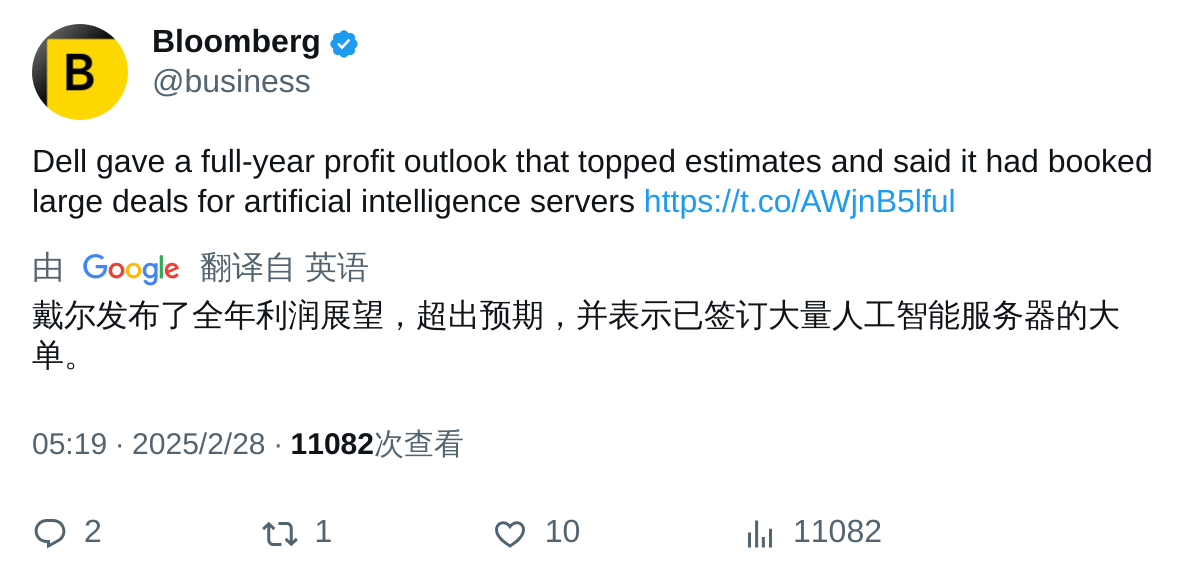 B
Bloomberg
@business
Dell gave a full-year profit outlook that topped estimates and said it had booked
large deals for artificial intelligence servers https://t.co/AWjnB5lful
由 Google 翻译自 英语
戴尔发布了全年利润展望，超出预期，并表示已签订大量人工智能服务器的大
单。
05:19 · 2025/2/28 · 11082次查看
2 1 10 11082